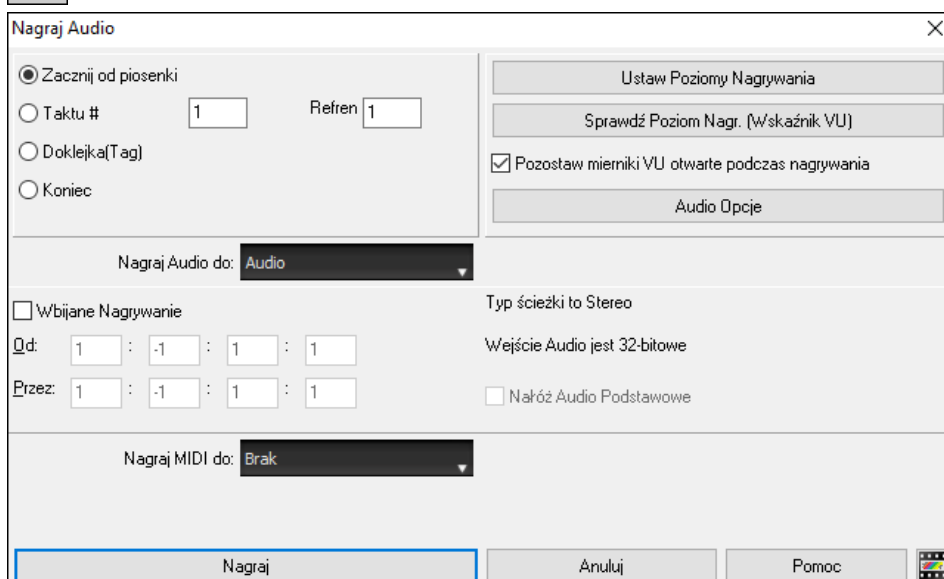 Nagraj Audio
Zacznij od piosenki
Taktu # 1 Refren 1
Doklejka(Tag)
Koniec
Ustaw Poziomy Nagrywania
Sprawdź Poziom Nagr. (Wskaźnik VU)
Pozostaw mierniki VU otwarte podczas nagrywania
Audio Opcje
Nagraj Audio do: Audio
Wbijane Nagrywanie
Od: 1 : -1 : 1 : 1
Przez: 1 : -1 : 1 : 1
Typ ścieżki to Stereo
Wejście Audio jest 32-bitowe
Nałóż Audio Podstawowe
Nagraj MIDI do: Brak
Nagraj Anuluj Pomoc